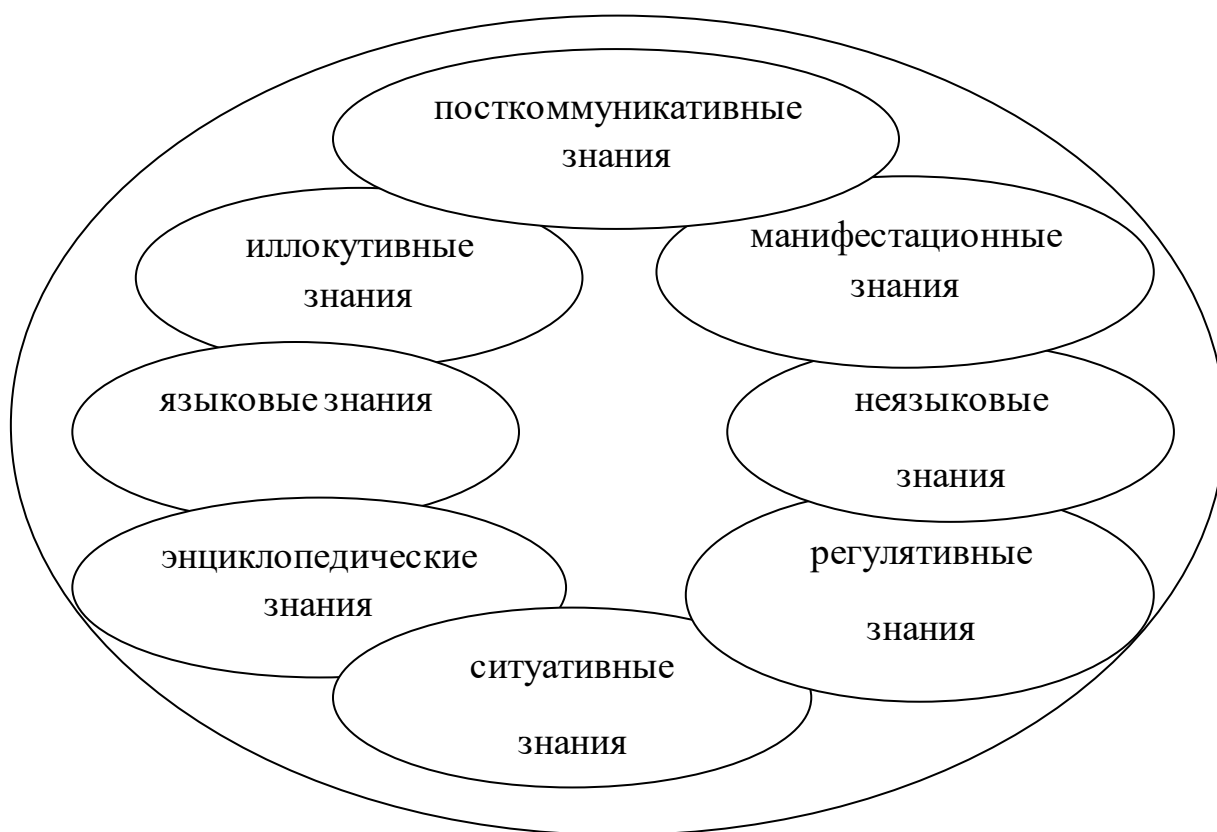 посткоммуникативные
знания
иллокутивные
знания
манифестационные
знания
языковые знания
неязыковые
знания
энциклопедические
знания
регулятивные
знания
ситуативные
знания